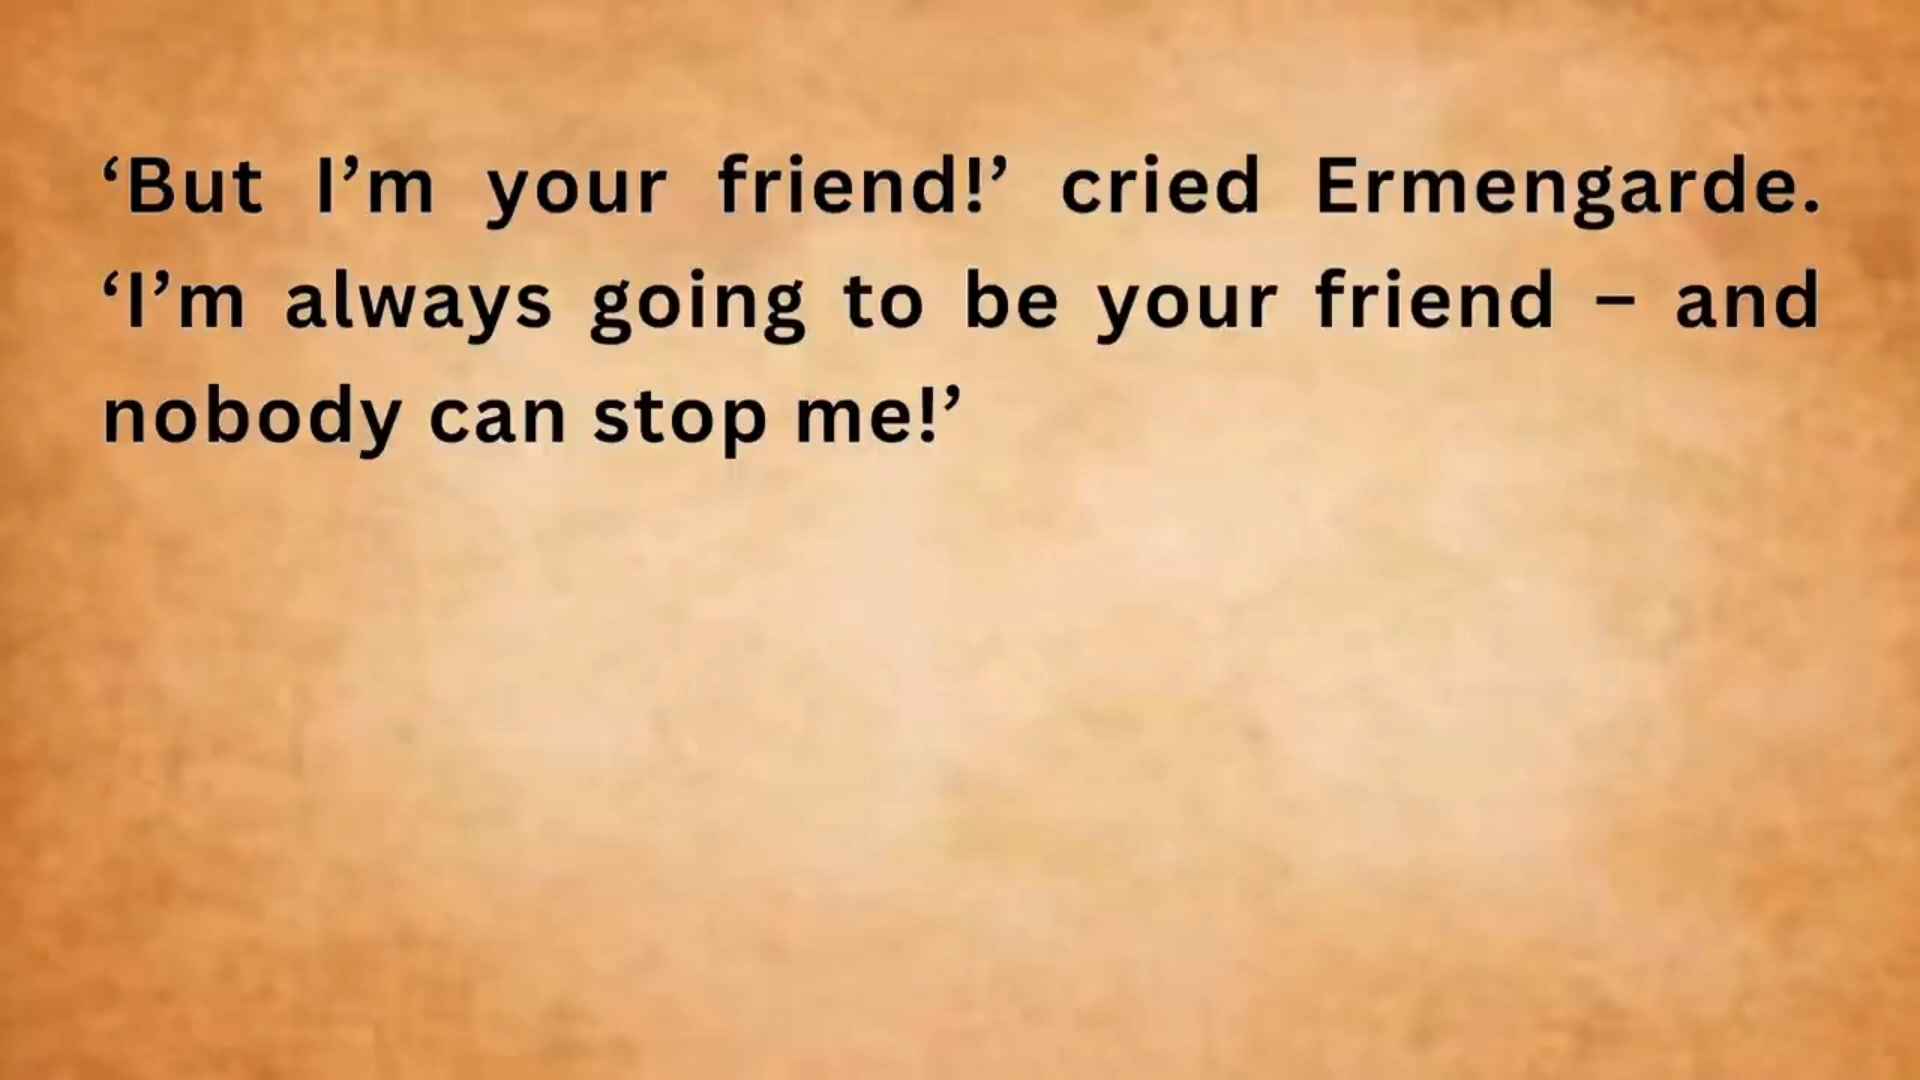 ‘But I’m your friend!’ cried Ermengarde.
‘I’m always going to be your friend – and
nobody can stop me!’